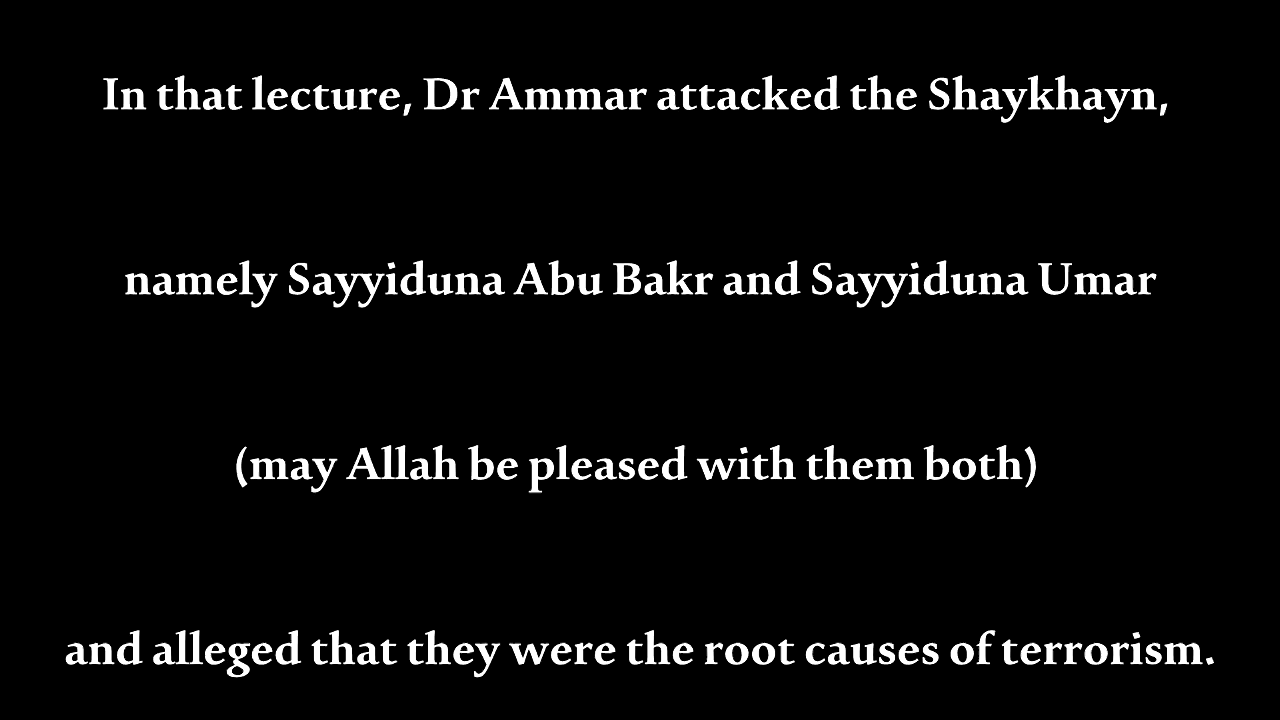 In that lecture, Dr Ammar attacked the Shaykhayn,
namely Sayyiduna Abu Bakr and Sayyiduna Umar
(may Allah be pleased with them both)
and alleged that they were the root causes of terrorism.